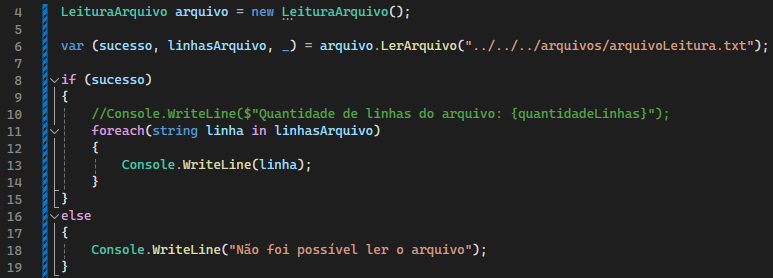 4 LeituraArquivo arquivo = new LeituraArquivo();
5
6 var (sucesso, linhasArquivo, _) = arquivo.LerArquivo("../../../arquivos/arquivoLeitura.txt");
7
8 if (sucesso)
9 {
10 //Console.WriteLine($"Quantidade de linhas do arquivo: {quantidadeLinhas}");
11 foreach(string linha in linhasArquivo)
12 {
13 Console.WriteLine(linha);
14 }
15 }
16 else
17 {
18 Console.WriteLine("Não foi possível ler o arquivo");
19 }